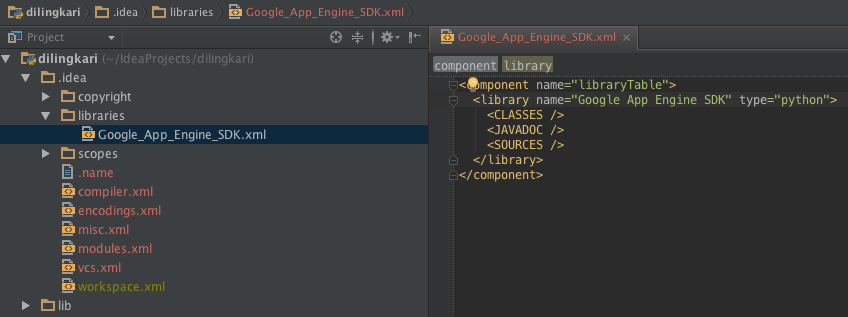 dilingkari .idea libraries Google_App_Engine_SDK.xml
Project
Google_App_Engine_SDK.xml
dilingkari (~/IdeaProjects/dilingkari)
.idea
copyright
libraries
Google_App_Engine_SDK.xml
scopes
.name
compiler.xml
encodings.xml
misc.xml
modules.xml
vcs.xml
workspace.xml
lib
component library
<component name="libraryTable">
<library name="Google App Engine SDK" type="python">
<CLASSES />
<JAVADOC />
<SOURCES />
</library>
</component>